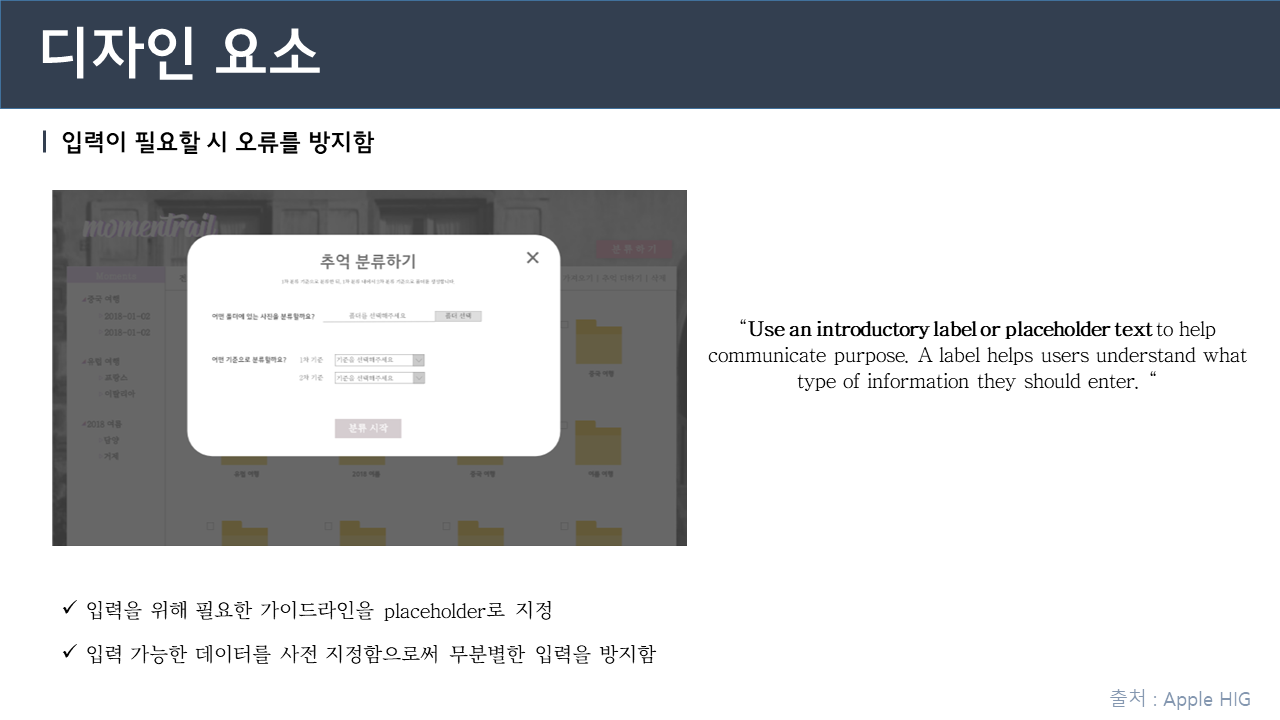 디자인 요소
입력이 필요할 시 오류를 방지함
momentrail
분류하기
추억 분류하기
중국 여행
2018-01-02
2018-01-02
어떤 폴더에 있는 사진을 분류할까요? 폴더를 선택해주세요 폴더 선택
유럽 여행
프랑스
이탈리아
어떤 기준으로 분류할까요? 1차 기준 기준을 선택해주세요
2차 기준 기준을 선택해주세요
중국 여행
2018 여름
담양
거제
분류 시작
유럽 여행 2018 여름 중국 여행 여름 여행
“Use an introductory label or placeholder text to help
communicate purpose. A label helps users understand what
type of information they should enter. “
✓ 입력을 위해 필요한 가이드라인을 placeholder로 지정
✓ 입력 가능한 데이터를 사전 지정함으로써 무분별한 입력을 방지함
출처 : Apple HIG